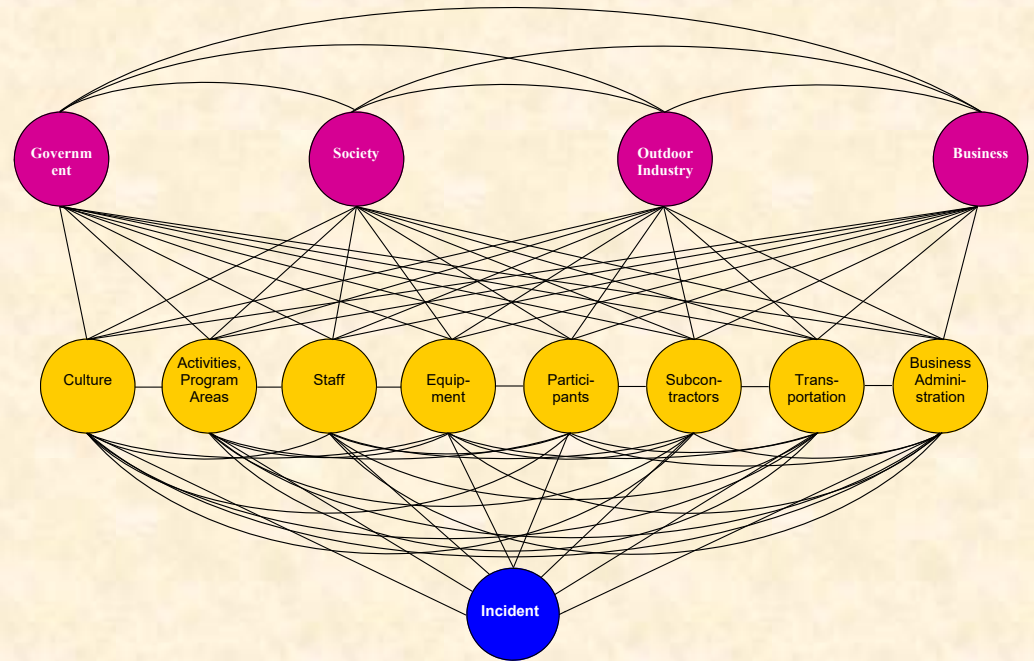 Governm
ent
Society
Outdoor
Industry
Business
Culture
Activities,
Program
Areas
Staff
Equip-
ment
Partici-
pants
Subcon-
tractors
Trans-
portation
Business
Admini-
stration
Incident